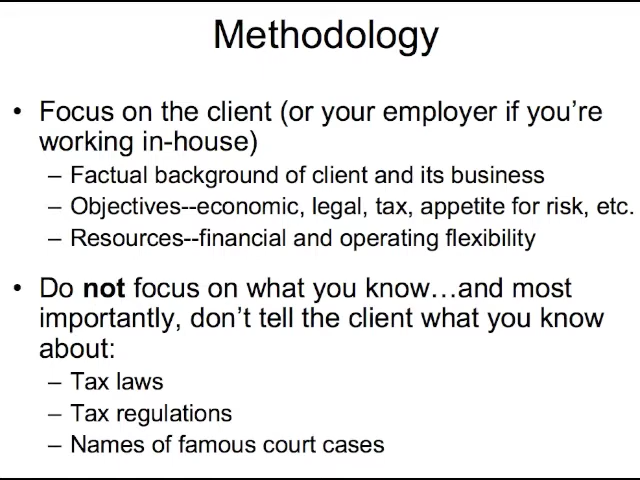 Methodology
• Focus on the client (or your employer if you’re
working in-house)
– Factual background of client and its business
– Objectives--economic, legal, tax, appetite for risk, etc.
– Resources--financial and operating flexibility
• Do not focus on what you know…and most
importantly, don’t tell the client what you know
about:
– Tax laws
– Tax regulations
– Names of famous court cases